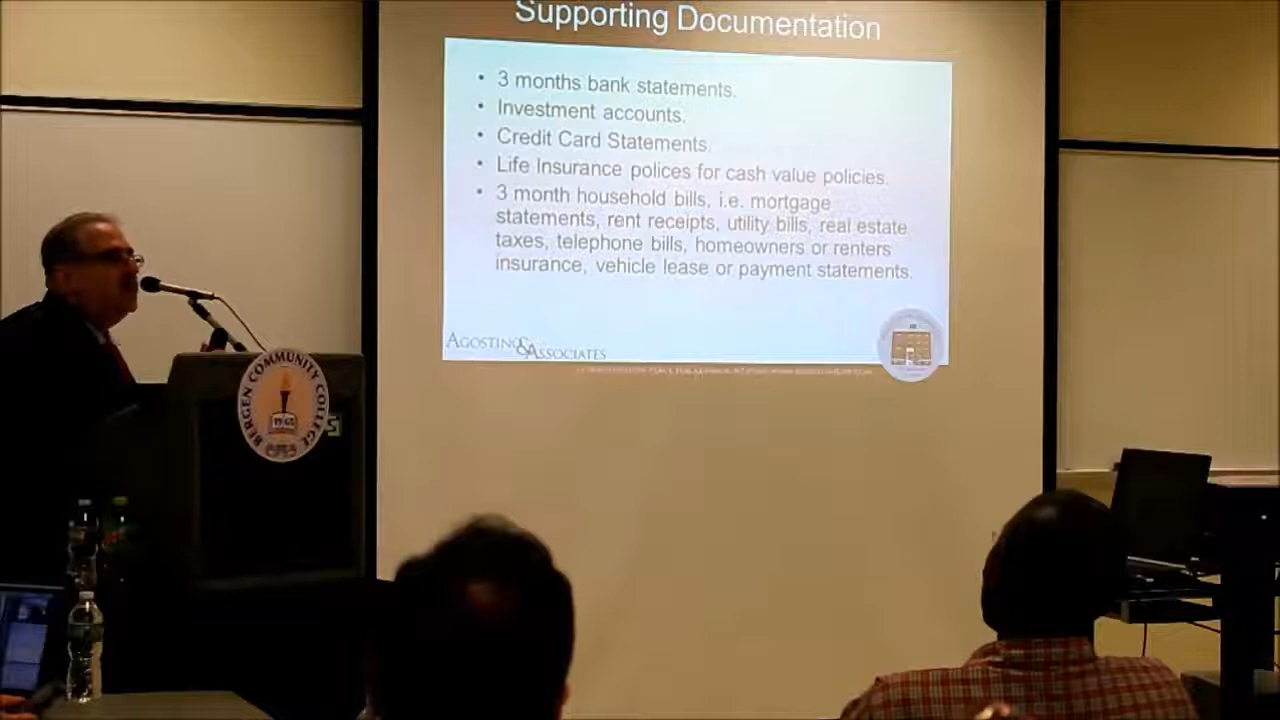 Supporting Documentation
• 3 months bank statements.
• Investment accounts.
• Credit Card Statements.
• Life Insurance polices for cash value policies.
• 3 month household bills, i.e. mortgage
statements, rent receipts, utility bills, real estate
taxes, telephone bills, homeowners or renters
insurance, vehicle lease or payment statements.
AGOSTINO & ASSOCIATES
BERGEN COMMUNITY COLLEGE
1965